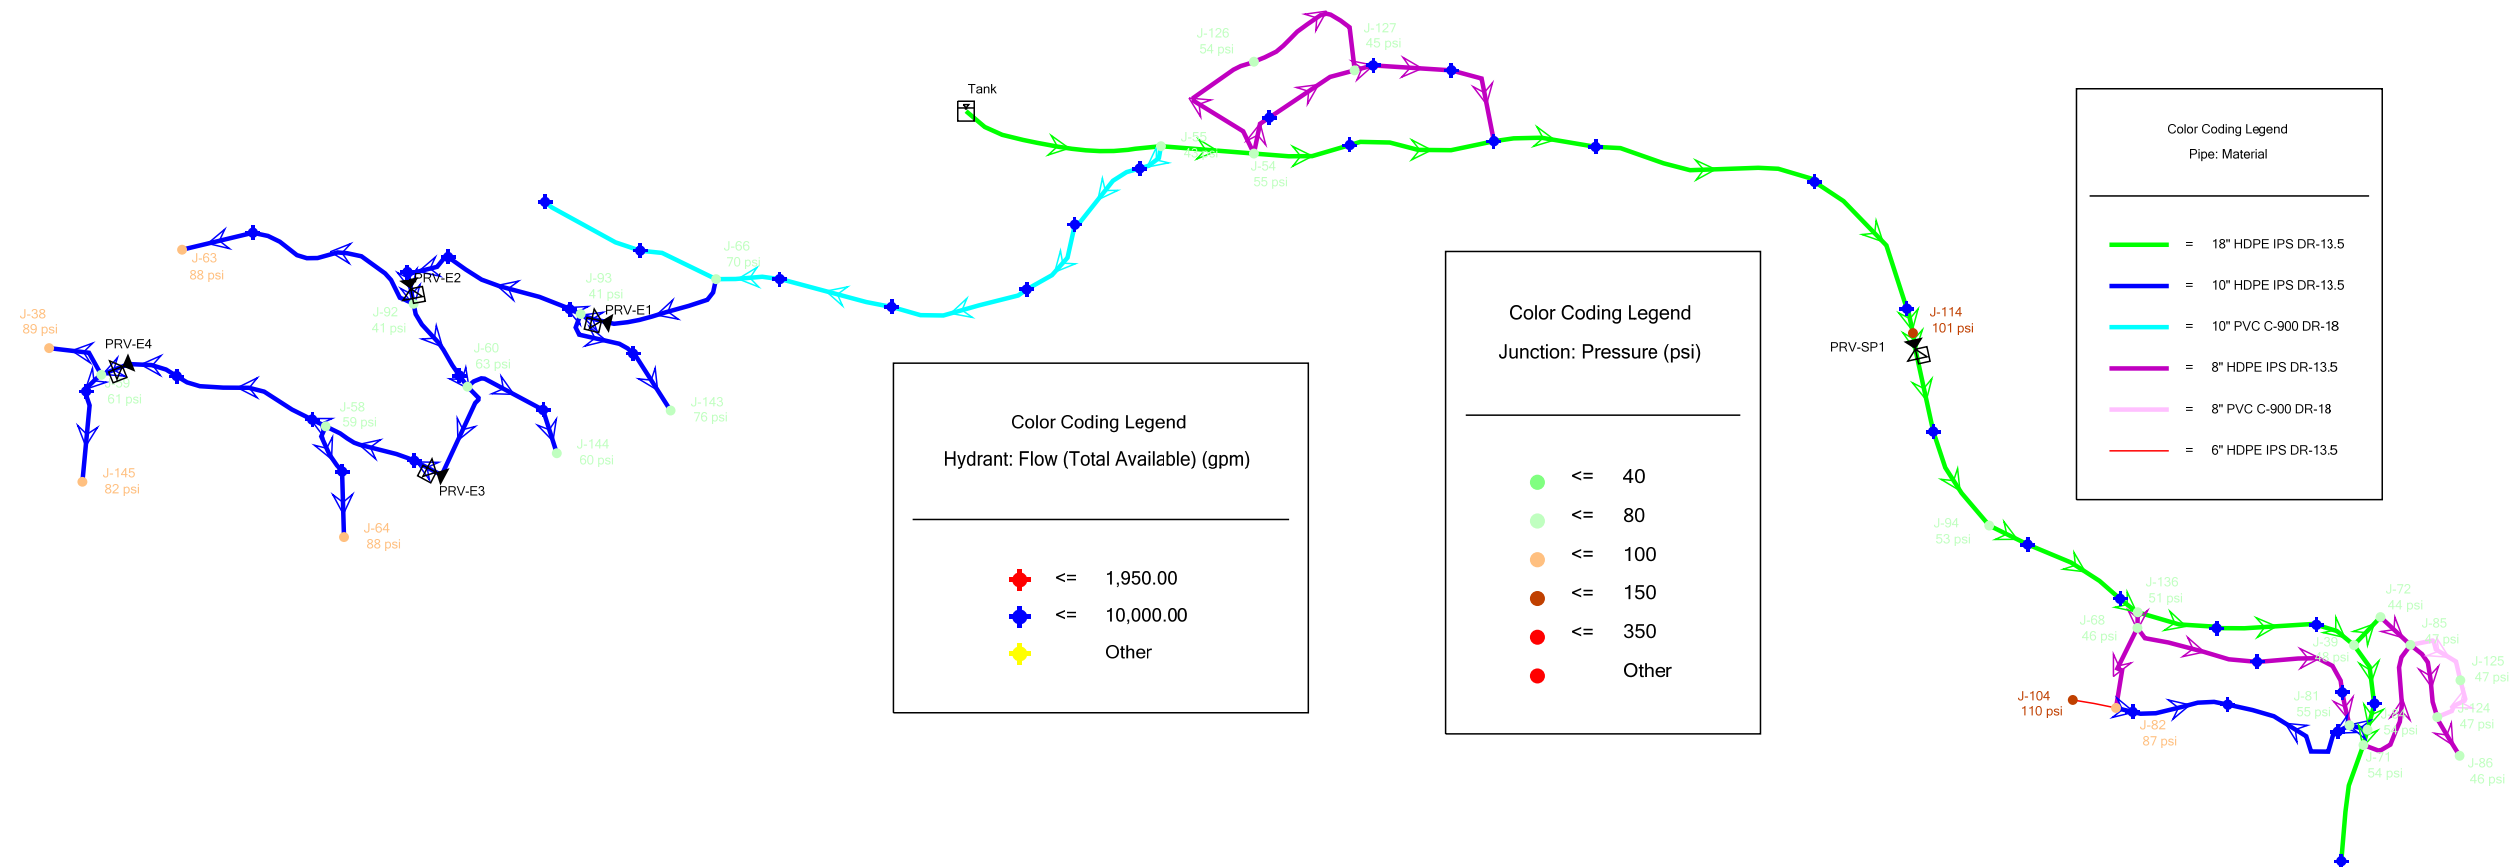 J-126
54 psi
J-127
45 psi
Tank
J-55
J-54
55 psi
J-63
88 psi
PRV-E2
J-66
70 psi
J-93
41 psi
PRV-E1
J-92
41 psi
J-38
89 psi
PRV-E4
61 psi
J-60
63 psi
J-58
59 psi
J-143
76 psi
J-144
60 psi
J-145
82 psi
PRV-E3
J-64
88 psi
Color Coding Legend
Hydrant: Flow (Total Available) (gpm)
<= 1,950.00
<= 10,000.00
Other
Color Coding Legend
Junction: Pressure (psi)
<= 40
<= 80
<= 100
<= 150
<= 350
Other
J-114
101 psi
PRV-SP1
Color Coding Legend
Pipe: Material
= 18" HDPE IPS DR-13.5
= 10" HDPE IPS DR-13.5
= 10" PVC C-900 DR-18
= 8" HDPE IPS DR-13.5
= 8" PVC C-900 DR-18
= 6" HDPE IPS DR-13.5
J-94
53 psi
J-136
51 psi
J-68
46 psi
J-72
44 psi
J-85
47 psi
J-39
J-125
47 psi
J-104
110 psi
J-82
87 psi
J-81
55 psi
J-124
47 psi
J-71
54 psi
J-86
46 psi